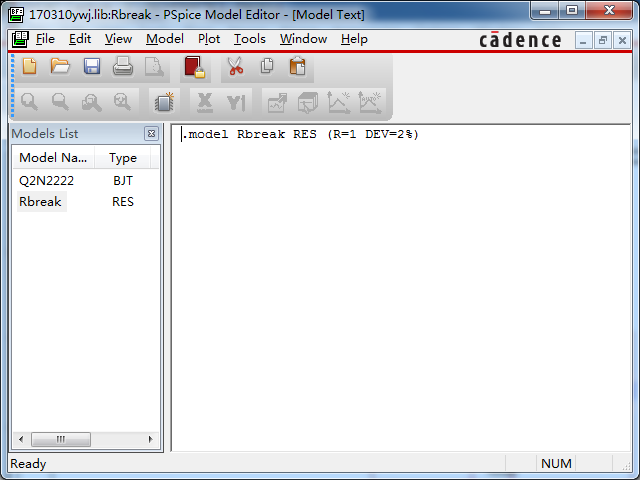 170310ywj.lib:Rbreak - PSpice Model Editor - [Model Text]
File Edit View Model Plot Tools Window Help
cādence
Models List
Model Na... Type
Q2N2222 BJT
Rbreak RES
.model Rbreak RES (R=1 DEV=2%)
Ready NUM